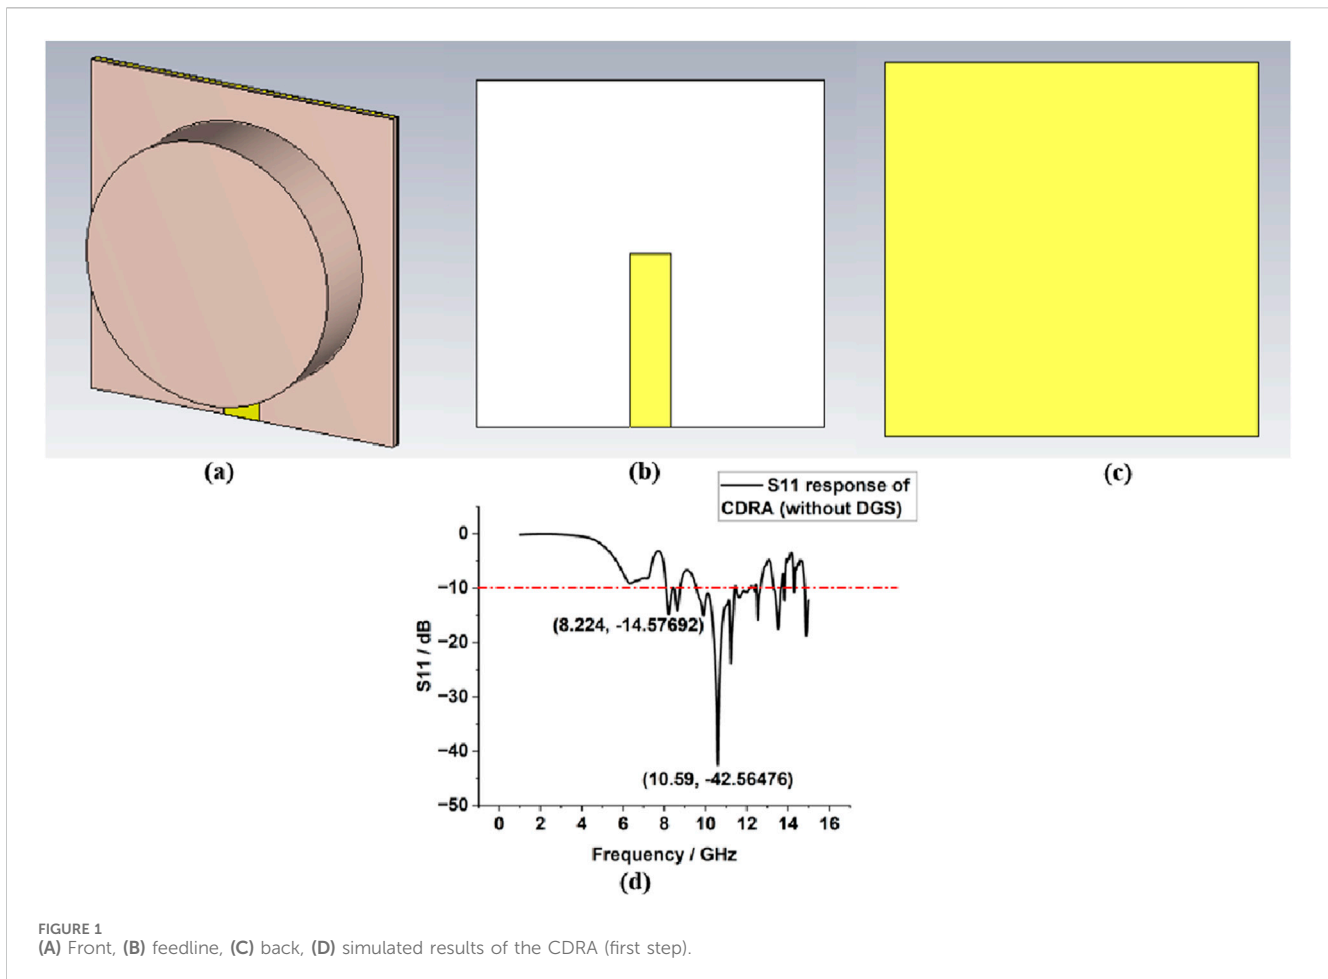 (a)
(b)
(c)
S11 response of
CDRA (without DGS)
0
−10
−20
−30
−40
−50
S11 / dB
(8.224, -14.57692)
(10.59, -42.56476)
0 2 4 6 8 10 12 14 16
Frequency / GHz
(d)
FIGURE 1
(A) Front, (B) feedline, (C) back, (D) simulated results of the CDRA (first step).